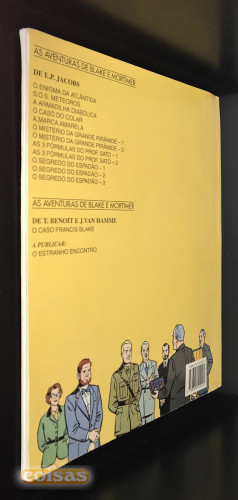 AS AVENTURAS DE BLAKE E MORTIMER
DE E.P. JACOBS
O ENIGMA DA ATLÂNTIDA
S.O.S. METEOROS
A ARMADILHA DIABÓLICA
O CASO DO COLAR
A MARCA AMARELA
O MISTÉRIO DA GRANDE PIRÂMIDE - 1
O MISTÉRIO DA GRANDE PIRÂMIDE - 2
AS 3 FÓRMULAS DO PROF. SATO - 1
AS 3 FÓRMULAS DO PROF. SATO - 2
O SEGREDO DO ESPADÃO - 1
O SEGREDO DO ESPADÃO - 2
O SEGREDO DO ESPADÃO - 3
AS AVENTURAS DE BLAKE E MORTIMER
DE T. BENOIT E J. VAN HAMME
O CASO FRANCIS BLAKE
A PUBLICAR:
O ESTRANHO ENCONTRO
coisas